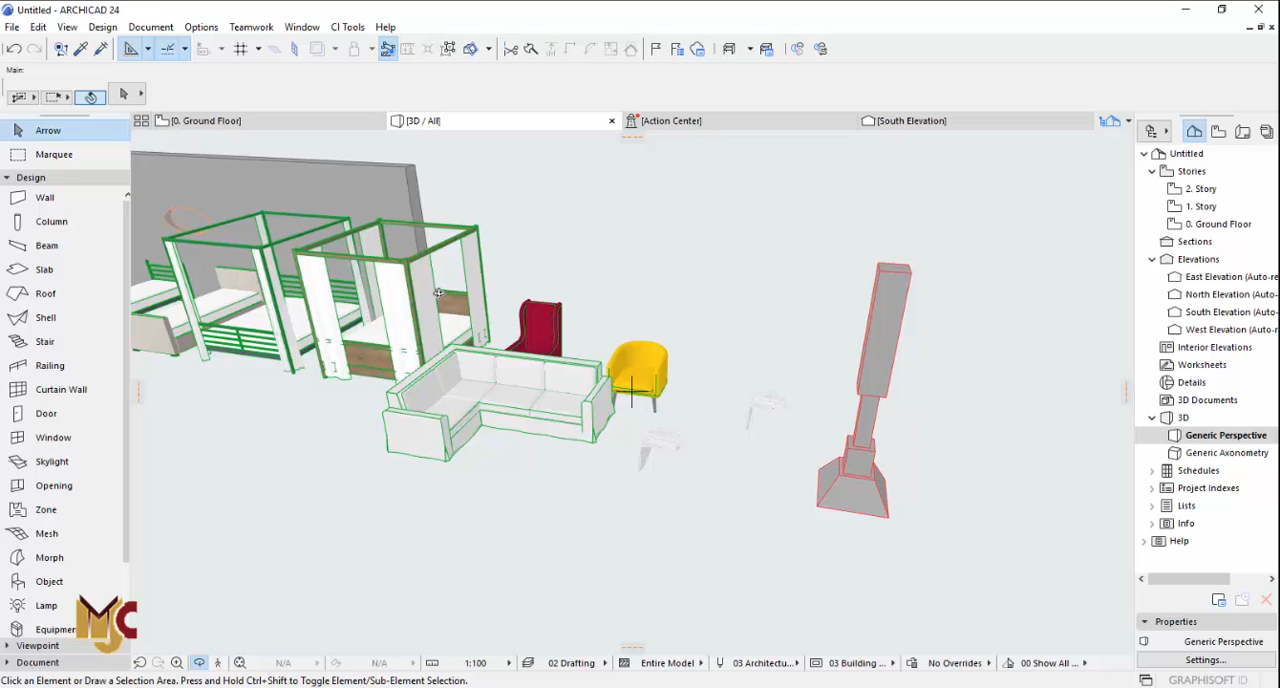 Untitled - ARCHICAD 24
File Edit View Design Document Options Teamwork Window CI Tools Help
Main:
[0. Ground Floor] [3D / All] [Action Center] [South Elevation]
Arrow
Marquee
Design
Wall
Column
Beam
Slab
Roof
Shell
Stair
Railing
Curtain Wall
Door
Window
Skylight
Opening
Zone
Mesh
Morph
Object
Lamp
Equipmen
Viewpoint
Document
MJC
Untitled
Stories
2. Story
1. Story
0. Ground Floor
Sections
Elevations
East Elevation (Auto-re
North Elevation (Auto-r
South Elevation (Auto-r
West Elevation (Auto-re
Interior Elevations
Worksheets
Details
3D Documents
3D
Generic Perspective
Generic Axonometry
Schedules
Project Indexes
Lists
Info
Help
Properties
Generic Perspective
Settings...
N/A N/A 1:100 02 Drafting Entire Model 03 Architectu... 03 Building ... No Overrides 00 Show All ...
Click an Element or Draw a Selection Area. Press and Hold Ctrl+Shift to Toggle Element/Sub-Element Selection.
GRAPHISOFT ID